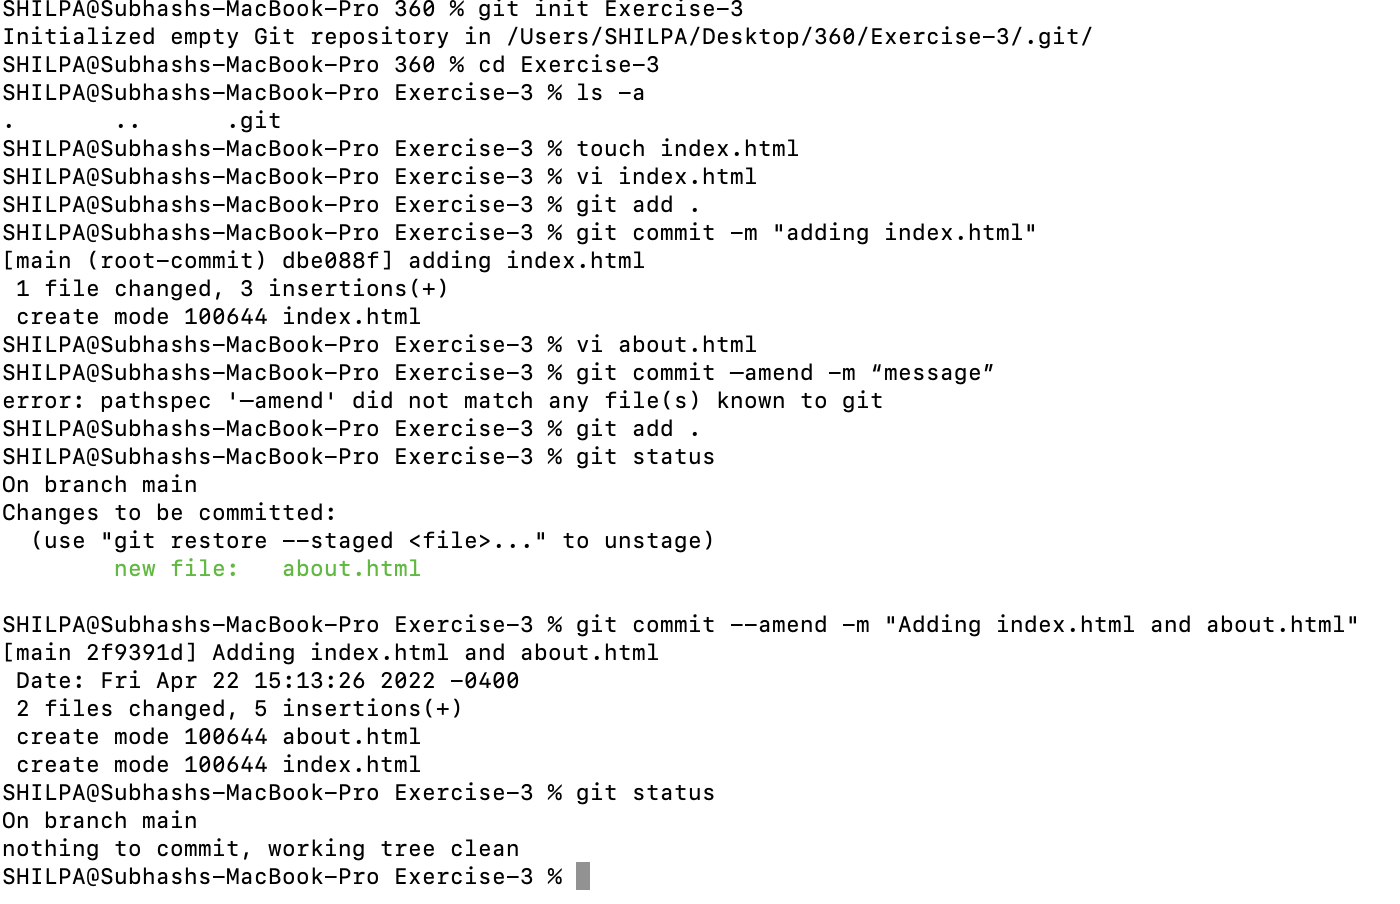 SHILPA@Subhashs-MacBook-Pro 360 % git init Exercise-3
Initialized empty Git repository in /Users/SHILPA/Desktop/360/Exercise-3/.git/
SHILPA@Subhashs-MacBook-Pro 360 % cd Exercise-3
SHILPA@Subhashs-MacBook-Pro Exercise-3 % ls -a
.       ..      .git
SHILPA@Subhashs-MacBook-Pro Exercise-3 % touch index.html
SHILPA@Subhashs-MacBook-Pro Exercise-3 % vi index.html
SHILPA@Subhashs-MacBook-Pro Exercise-3 % git add .
SHILPA@Subhashs-MacBook-Pro Exercise-3 % git commit -m "adding index.html"
[main (root-commit) dbe088f] adding index.html
 1 file changed, 3 insertions(+)
 create mode 100644 index.html
SHILPA@Subhashs-MacBook-Pro Exercise-3 % vi about.html
SHILPA@Subhashs-MacBook-Pro Exercise-3 % git commit —amend -m “message”
error: pathspec '—amend' did not match any file(s) known to git
SHILPA@Subhashs-MacBook-Pro Exercise-3 % git add .
SHILPA@Subhashs-MacBook-Pro Exercise-3 % git status
On branch main
Changes to be committed:
  (use "git restore --staged <file>..." to unstage)
        new file:   about.html
SHILPA@Subhashs-MacBook-Pro Exercise-3 % git commit --amend -m "Adding index.html and about.html"
[main 2f9391d] Adding index.html and about.html
 Date: Fri Apr 22 15:13:26 2022 -0400
 2 files changed, 5 insertions(+)
 create mode 100644 about.html
 create mode 100644 index.html
SHILPA@Subhashs-MacBook-Pro Exercise-3 % git status
On branch main
nothing to commit, working tree clean
SHILPA@Subhashs-MacBook-Pro Exercise-3 %